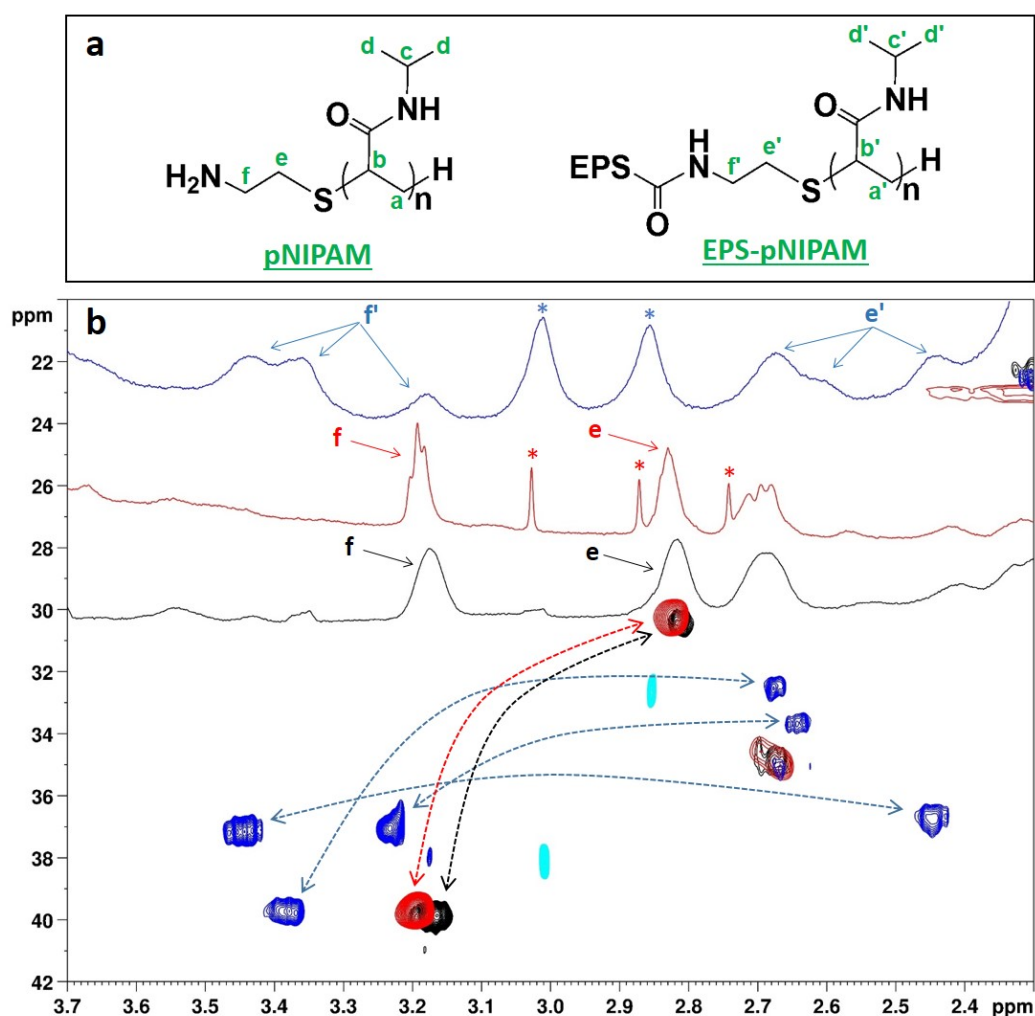 a
d d d' d'
c c'
O NH O NH
H e' b'
f e b H EPS N f' S ( ) n H
H₂N S ( a ) n O a'
pNIPAM EPS-pNIPAM
ppm b
f' * * e'
22
24
f * * e *
26
28
f e
30
32
34
36
38
40
42
3.7 3.6 3.5 3.4 3.3 3.2 3.1 3.0 2.9 2.8 2.7 2.6 2.5 2.4 ppm